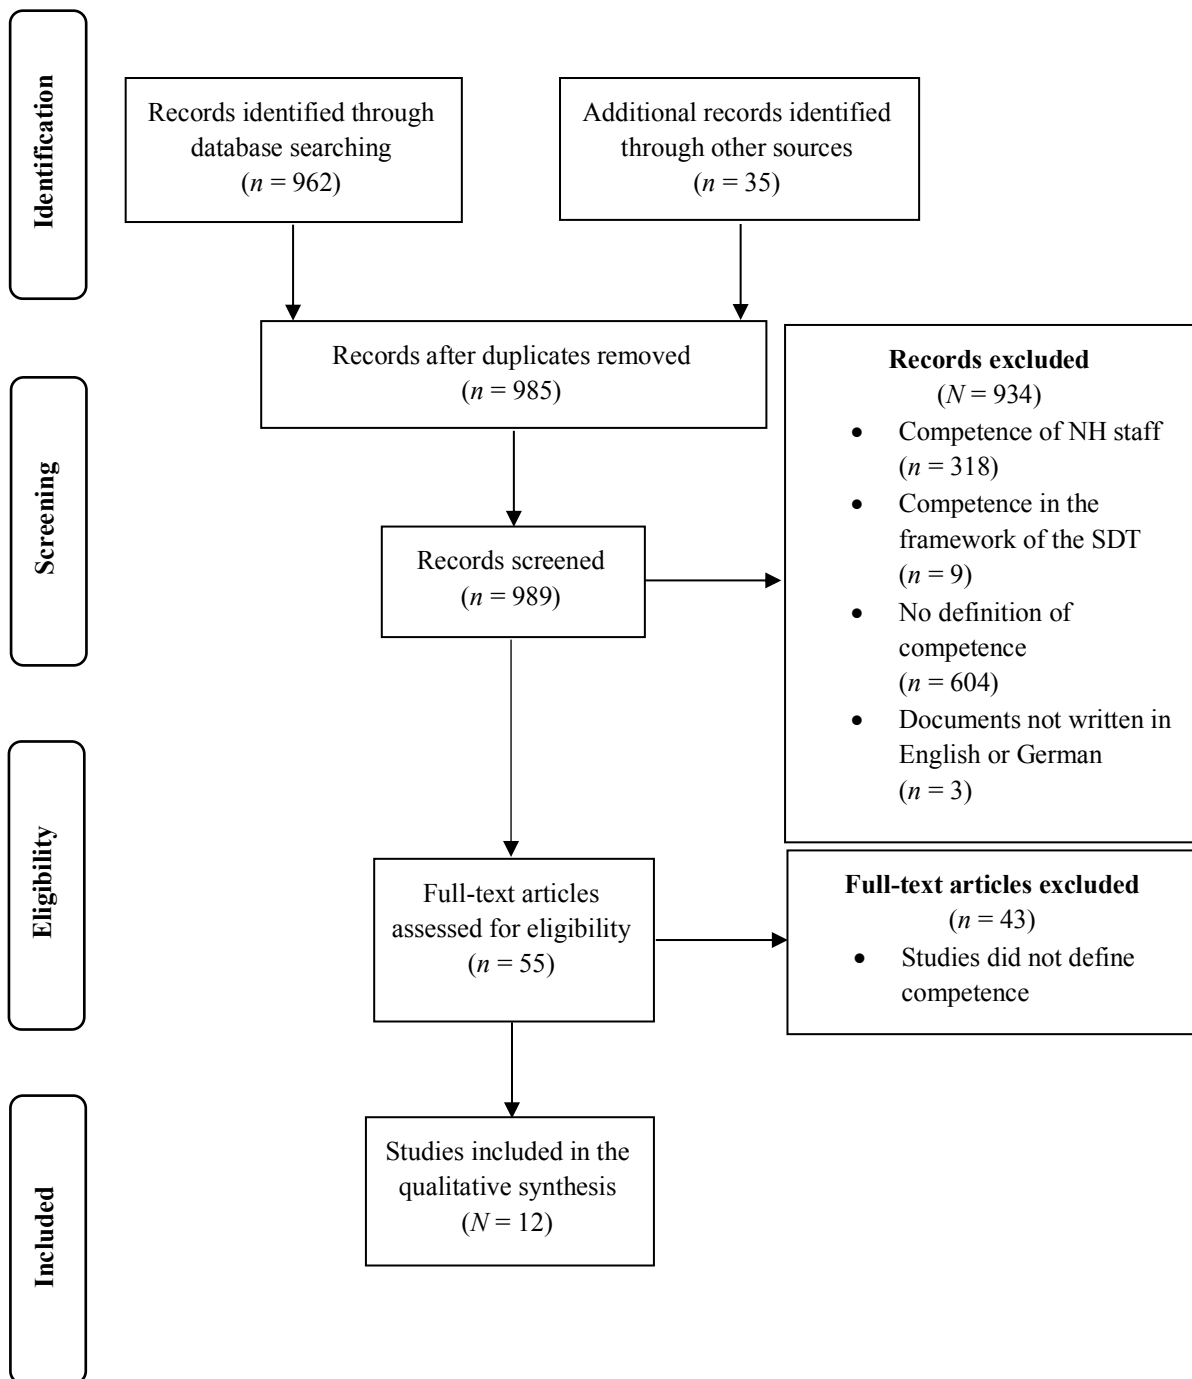 Identification
Records identified through
database searching
(n = 962)
Additional records identified
through other sources
(n = 35)
Records after duplicates removed
(n = 985)
Screening
Records screened
(n = 989)
Records excluded
(N = 934)
• Competence of NH staff
(n = 318)
• Competence in the
framework of the SDT
(n = 9)
• No definition of
competence
(n = 604)
• Documents not written in
English or German
(n = 3)
Eligibility
Full-text articles
assessed for eligibility
(n = 55)
Full-text articles excluded
(n = 43)
• Studies did not define
competence
Included
Studies included in the
qualitative synthesis
(N = 12)